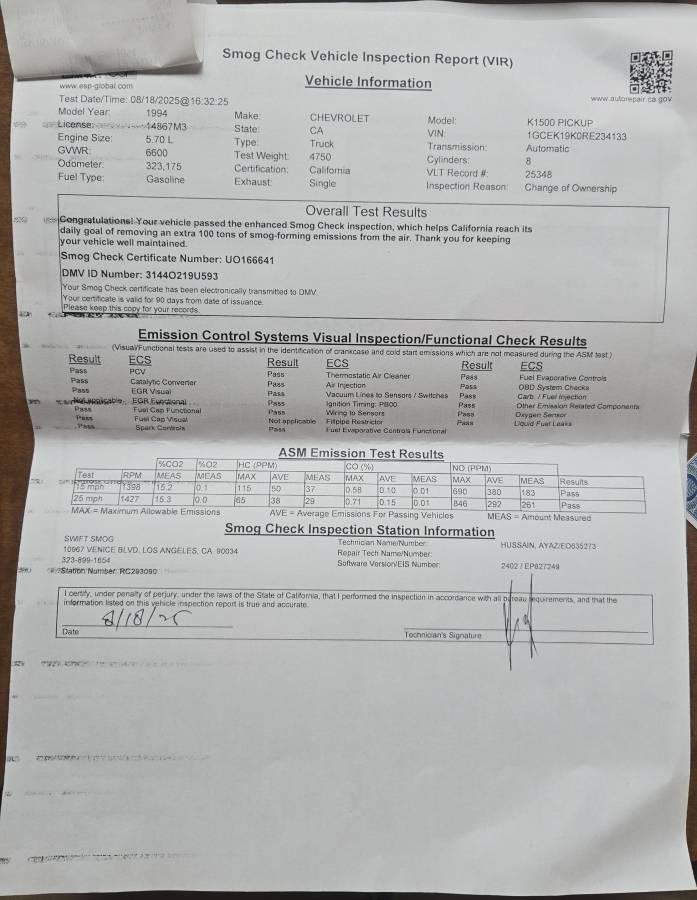 Smog Check Vehicle Inspection Report (VIR)
Vehicle Information
www.esp-global.com
www.autorepair.ca.gov
Test Date/Time: 08/18/2025@16:32:25
Model Year: 1994 Make: CHEVROLET Model: K1500 PICKUP
License: 14867M3 State: CA VIN: 1GCEK19K0RE234133
Engine Size: 5.70 L Type: Truck Transmission: Automatic
GVWR: 6600 Test Weight: 4750 Cylinders: 8
Odometer: 323,175 Certification: California VLT Record #: 25348
Fuel Type: Gasoline Exhaust: Single Inspection Reason: Change of Ownership
Overall Test Results
Congratulations! Your vehicle passed the enhanced Smog Check inspection, which helps California reach its
daily goal of removing an extra 100 tons of smog-forming emissions from the air. Thank you for keeping
your vehicle well maintained.
Smog Check Certificate Number: UO166641
DMV ID Number: 3144O219U593
Your Smog Check certificate has been electronically transmitted to DMV.
Your certificate is valid for 90 days from date of issuance.
Please keep this copy for your records.
Emission Control Systems Visual Inspection/Functional Check Results
(Visual/Functional tests are used to assist in the identification of crankcase and cold start emissions which are not measured during the ASM test.)
Result ECS Result ECS Result ECS
Pass PCV Pass Thermostatic Air Cleaner Pass Fuel Evaporative Controls
Pass Catalytic Converter Pass Air Injection Pass OBD System Checks
Pass EGR Visual Pass Vacuum Lines to Sensors / Switches Pass Carb. / Fuel Injection
Not applicable EGR Functional Pass Ignition Timing: PB00 Pass Other Emission Related Components
Pass Fuel Cap Functional Pass Wiring to Sensors Pass Oxygen Sensor
Pass Fuel Cap Visual Not applicable Fillpipe Restrictor Pass Liquid Fuel Leaks
Pass Spark Controls Pass Fuel Evaporative Controls Functional
ASM Emission Test Results
%CO2 %O2 HC (PPM) CO (%) NO (PPM)
Test RPM MEAS MEAS MAX AVE MEAS MAX AVE MEAS MAX AVE MEAS Results
15 mph 1398 15.2 0.1 115 50 37 0.58 0.10 0.01 690 380 183 Pass
25 mph 1427 15.3 0.0 65 38 29 0.71 0.15 0.01 846 292 261 Pass
MAX = Maximum Allowable Emissions AVE = Average Emissions For Passing Vehicles MEAS = Amount Measured
Smog Check Inspection Station Information
SWIFT SMOG Technician Name/Number: HUSSAIN, AYAZ/EO635273
10967 VENICE BLVD, LOS ANGELES, CA 90034 Repair Tech Name/Number:
323-899-1654 Software Version/EIS Number: 2402 / EP827249
Station Number: RC293090
I certify, under penalty of perjury, under the laws of the State of California, that I performed the inspection in accordance with all bureau requirements, and that the
information listed on this vehicle inspection report is true and accurate.
8/18/25
Date Technician's Signature